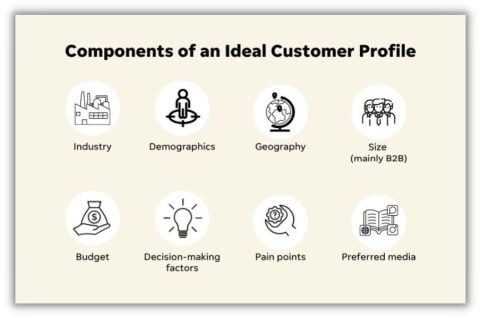 Components of an Ideal Customer Profile
Industry
Demographics
Geography
Size
(mainly B2B)
Budget
Decision-making
factors
Pain points
Preferred media